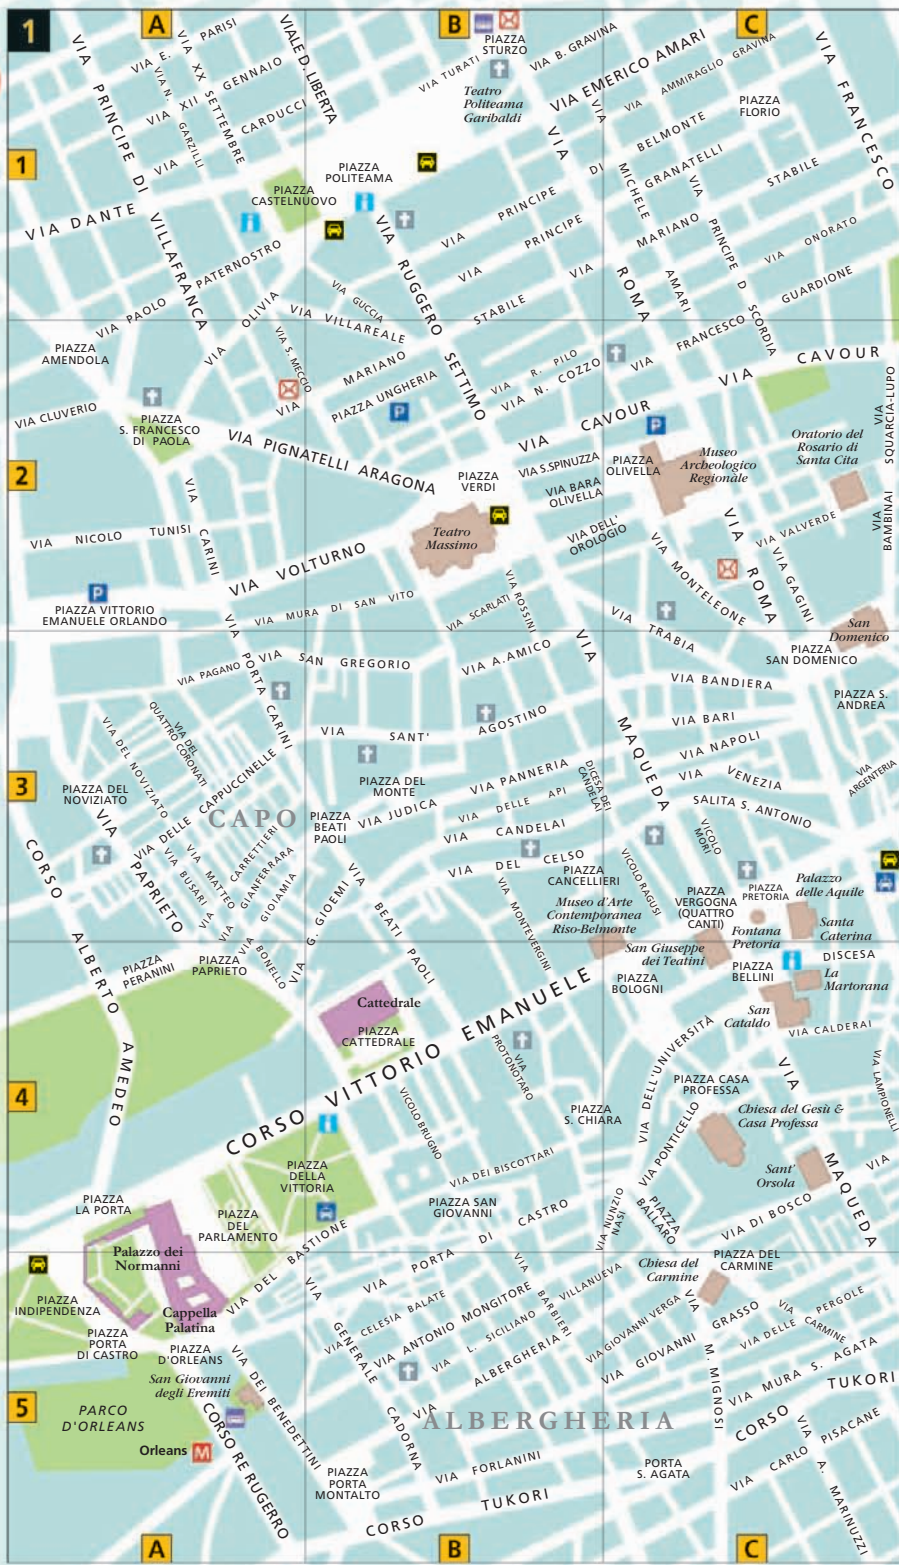 1
A
B
C
VIA PRINCIPE DI VILLAFRANCA
VIA E. PARISI
VIA XX SETTEMBRE
VIA N. GARZILLI
VIA XII GENNAIO
VIA CARDUCCI
VIALE D. LIBERTA
VIA TURATI
PIAZZA
STURZO
Teatro
Politeama
Garibaldi
VIA B. GRAVINA
VIA EMERICO AMARI
VIA AMMIRAGLIO GRAVINA
PIAZZA
FLORIO
VIA FRANCESCO
1
VIA DANTE
PIAZZA
CASTELNUOVO
PIAZZA
POLITEAMA
VIA RUGGERO SETTIMO
VIA PRINCIPE DI BELMONTE
VIA MICHELE AMARI
GRANATELLI
VIA PRINCIPE
VIA MARIANO STABILE
VIA PRINCIPE D SCORDIA
VIA ONORATO
VIA FRANCESCO GUARDIONE
VIA ROMA
VIA PAOLO PATERNOSTRO
VIA OLIVIA
VIA GUCCIA
VIA VILLAREALE
VIA S. MECCIO
VIA MARIANO STABILE
PIAZZA
AMENDOLA
VIA CLUVERIO
PIAZZA
S. FRANCESCO
DI PAOLA
PIAZZA UNGHERIA
VIA R. PILO
VIA N. COZZO
VIA CAVOUR
VIA CAVOUR
VIA SQUARCIA-LUPO
2
VIA PIGNATELLI ARAGONA
PIAZZA
VERDI
VIA S.SPINUZZA
VIA BARA
OLIVELLA
VIA DELL'
OROLOGIO
PIAZZA
OLIVELLA
Museo
Archeologico
Regionale
Oratorio del
Rosario di
Santa Cita
VIA BAMBINAI
VIA VALVERDE
VIA GAGINI
VIA ROMA
VIA MONTELEONE
VIA CARINI
VIA NICOLO TUNISI
VIA VOLTURNO
Teatro
Massimo
PIAZZA VITTORIO
EMANUELE ORLANDO
VIA MURA DI SAN VITO
VIA SCARLATI
VIA ROSSINI
VIA TRABIA
San
Domenico
PIAZZA
SAN DOMENICO
VIA PORTA CARINI
VIA PAGANO
VIA SAN GREGORIO
VIA A.AMICO
VIA MAQUEDA
VIA BANDIERA
PIAZZA S.
ANDREA
VIA SANT' AGOSTINO
VIA BARI
VIA NAPOLI
VIA VENEZIA
VIA ARGENTERIA
3
PIAZZA DEL
NOVIZIATO
VIA DEL NOVIZIATO
VIA DEL
QUATTRO CORONATI
VIA DELLE CAPPUCCINELLE
CAPO
PIAZZA DEL
MONTE
PIAZZA
BEATI
PAOLI
VIA JUDICA
VIA PANNERIA
VIA DELLE API
VIA CANDELAI
DICESA DEI
CANDELAI
SALITA S. ANTONIO
VICOLO
MORI
VIA DEL CELSO
PIAZZA
CANCELLIERI
VICOLO RAGUSI
VIA PAPRIETO
VIA BUSARI
VIA MATTEO
VIA CARRETTIERI
VIA GIANFERRARA
VIA GIOIAMIA
VIA BONELLO
VIA G. GIOEMI
VIA BEATI PAOLI
VIA MONTEVERGINI
Museo d'Arte
Contemporanea
Riso-Belmonte
PIAZZA
VERGOGNA
(QUATTRO
CANTI)
PIAZZA
PRETORIA
Palazzo
delle Aquile
Fontana
Pretoria
Santa
Caterina
CORSO ALBERTO AMEDEO
PIAZZA
PERANINI
PIAZZA
PAPRIETO
San Giuseppe
dei Teatini
PIAZZA
BOLOGNI
PIAZZA
BELLINI
DISCESA
La
Martorana
San
Cataldo
VIA CALDERAI
Cattedrale
PIAZZA
CATTEDRALE
CORSO VITTORIO EMANUELE
VIA
PROTONOTARO
VIA DELL'UNIVERSITÀ
VIA LAMPIONELLI
4
PIAZZA CASA
PROFESSA
VIA MAQUEDA
Chiesa del Gesù &
Casa Professa
PIAZZA
S. CHIARA
VICOLO BRUGNO
VIA PONTICELLO
VIA
Sant'
Orsola
PIAZZA
DELLA
VITTORIA
VIA DEI BISCOTTARI
PIAZZA SAN
GIOVANNI
PIAZZA
LA PORTA
PIAZZA
DEL
PARLAMENTO
VIA NUNZIO
NASI
PIAZZA
BALLARO
VIA DI BOSCO
VIA PORTA DI CASTRO
Palazzo dei
Normanni
VIA DEL BASTIONE
Chiesa del
Carmine
PIAZZA DEL
CARMINE
PIAZZA
INDIPENDENZA
Cappella
Palatina
VIA CELESIA BALATE
VIA ANTONIO MONGITORE
VIA BARBIERI
VIA L. SICILIANO VILLANUEVA
VIA GIOVANNI VERGA
VIA GIOVANNI GRASSO
VIA PERGOLE
VIA DELLE CARMINE
PIAZZA
PORTA
DI CASTRO
PIAZZA
D'ORLEANS
VIA GENERALE CADORNA
VIA ALBERGHERIA
VIA M. MIGNOSI
VIA MURA S. AGATA
San Giovanni
degli Eremiti
VIA DEI BENEDETTINI
5
PARCO
D'ORLEANS
CORSO RE RUGERRO
Orleans
M
ALBERGHERIA
CORSO TUKORI
VIA CARLO PISACANE
VIA A. MARINUZZI
PIAZZA
PORTA
MONTALTO
VIA FORLANINI
PORTA
S. AGATA
CORSO TUKORI
A
B
C
P
P
P